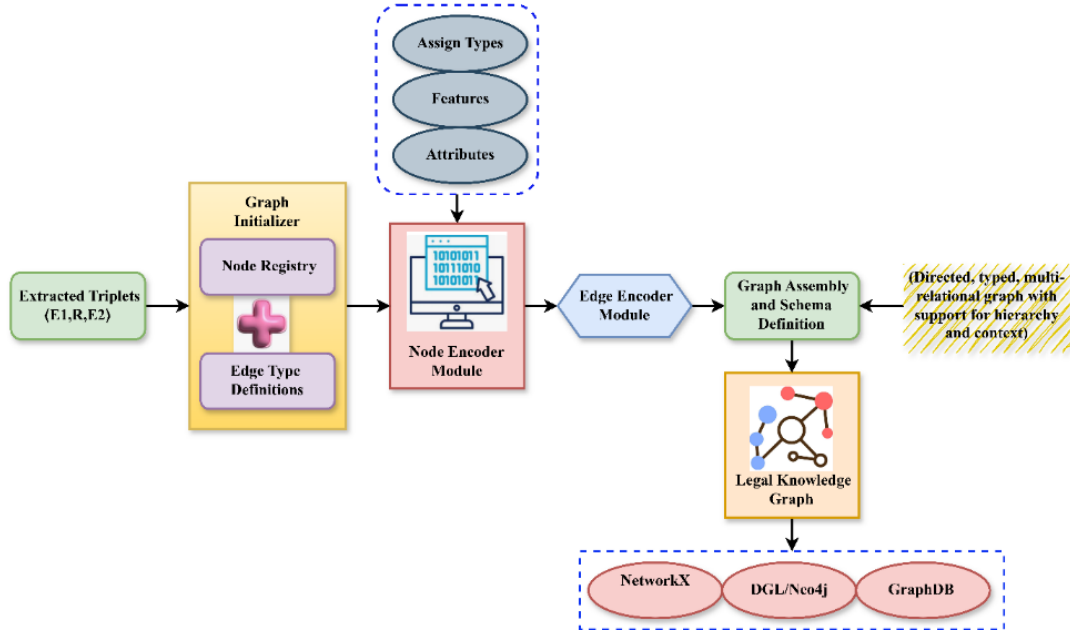 Assign Types
Features
Attributes
Graph
Initializer
Node Registry
Edge Type
Definitions
Extracted Triplets
⟨E1,R,E2⟩
10101011
10111010
1010101
Node Encoder
Module
Edge Encoder
Module
Graph Assembly
and Schema
Definition
(Directed, typed, multi-
relational graph with
support for hierarchy
and context)
Legal Knowledge
Graph
NetworkX
DGL/Neo4j
GraphDB